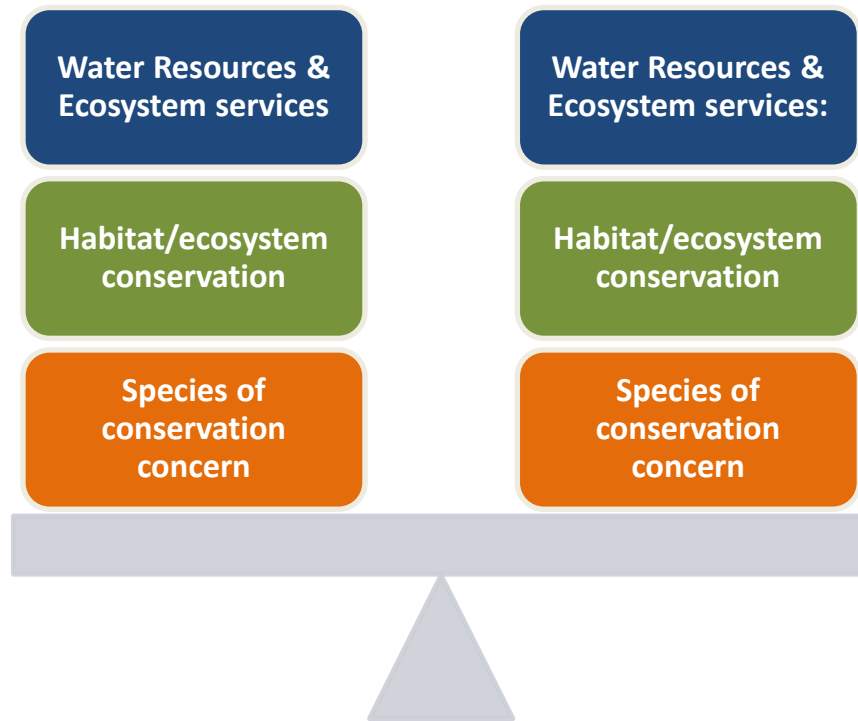 Water Resources &
Ecosystem services
Habitat/ecosystem
conservation
Species of
conservation
concern
Water Resources &
Ecosystem services:
Habitat/ecosystem
conservation
Species of
conservation
concern